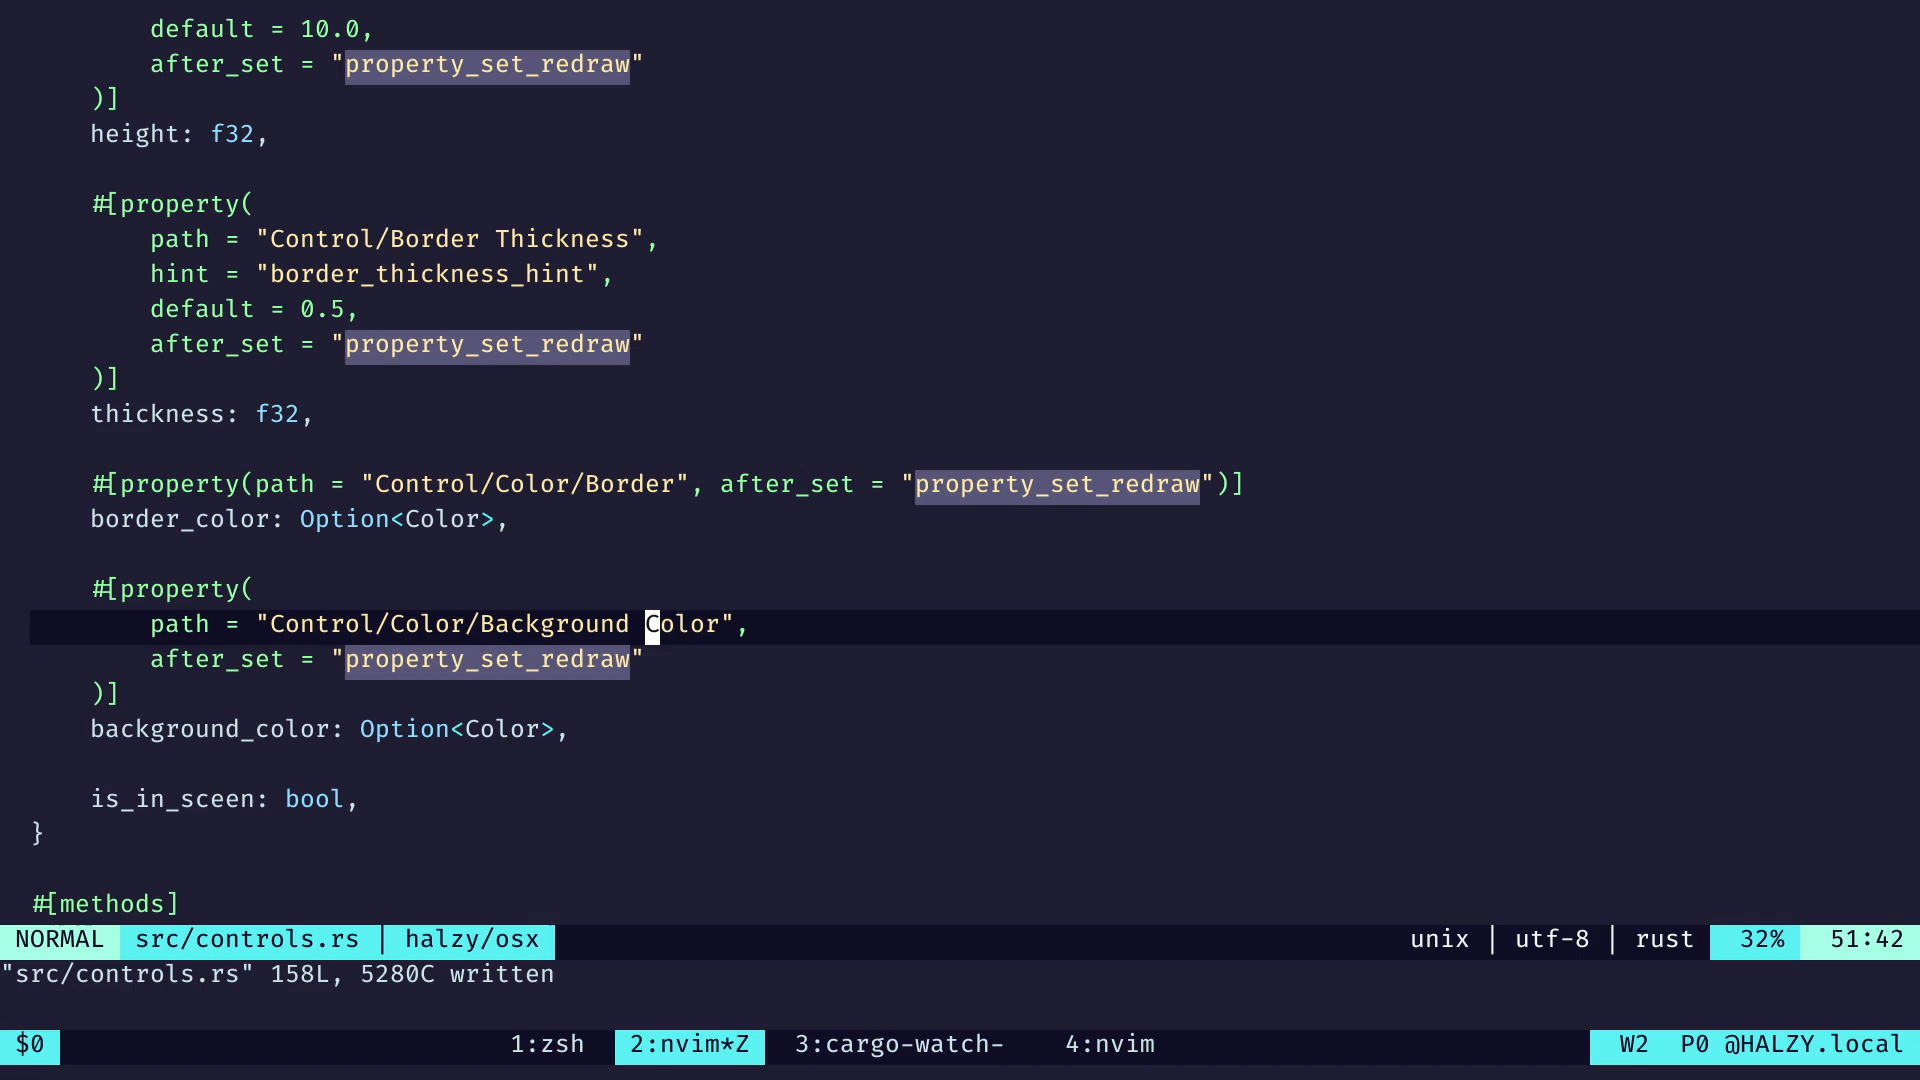 default = 10.0,
after_set = "property_set_redraw"
)]
height: f32,
#[property(
path = "Control/Border Thickness",
hint = "border_thickness_hint",
default = 0.5,
after_set = "property_set_redraw"
)]
thickness: f32,
#[property(path = "Control/Color/Border", after_set = "property_set_redraw")]
border_color: Option<Color>,
#[property(
path = "Control/Color/Background Color",
after_set = "property_set_redraw"
)]
background_color: Option<Color>,
is_in_sceen: bool,
}
#[methods]
NORMAL src/controls.rs | halzy/osx unix | utf-8 | rust 32% 51:42
"src/controls.rs" 158L, 5280C written
$0 1:zsh 2:nvim*Z 3:cargo-watch- 4:nvim W2 P0 @HALZY.local